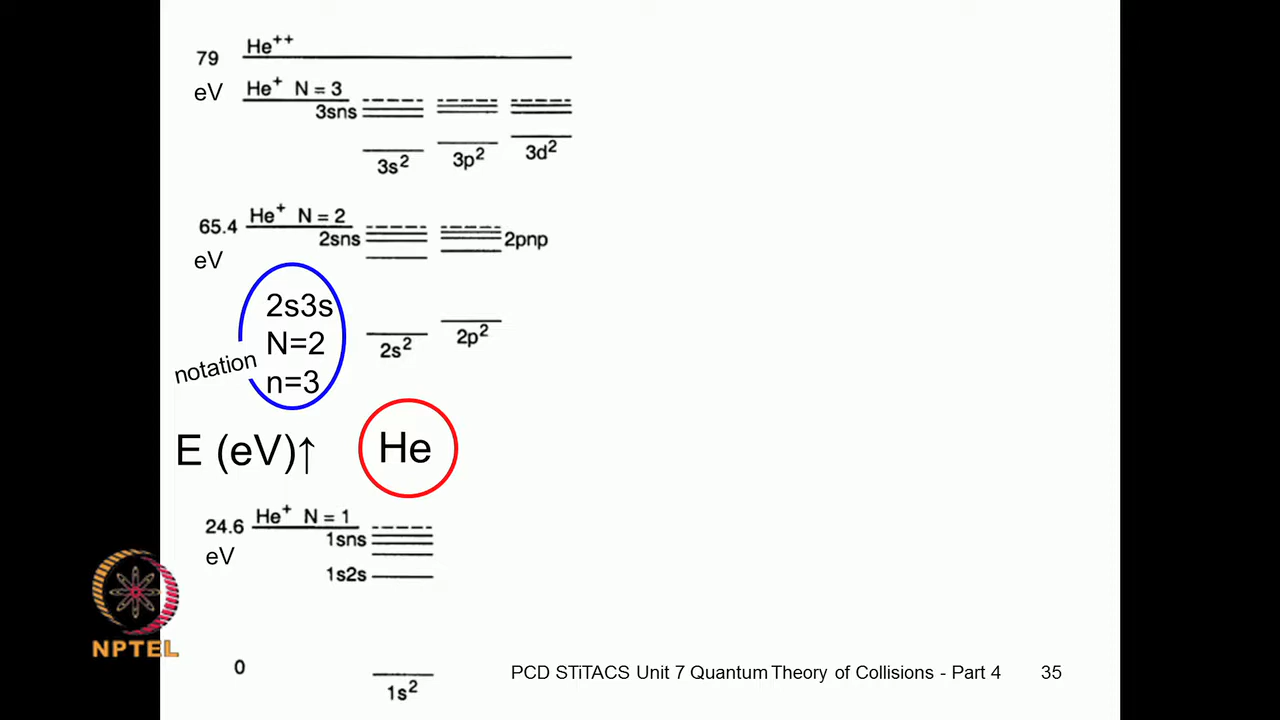 He⁺⁺
79
eV
He⁺ N = 3
3sns
3s²
3p²
3d²
65.4
eV
He⁺ N = 2
2sns
2pnp
2s3s
N=2
n=3
notation
2s²
2p²
E (eV)↑
He
24.6
eV
He⁺ N = 1
1sns
1s2s
NPTEL
0
1s²
PCD STiTACS Unit 7 Quantum Theory of Collisions - Part 4 35